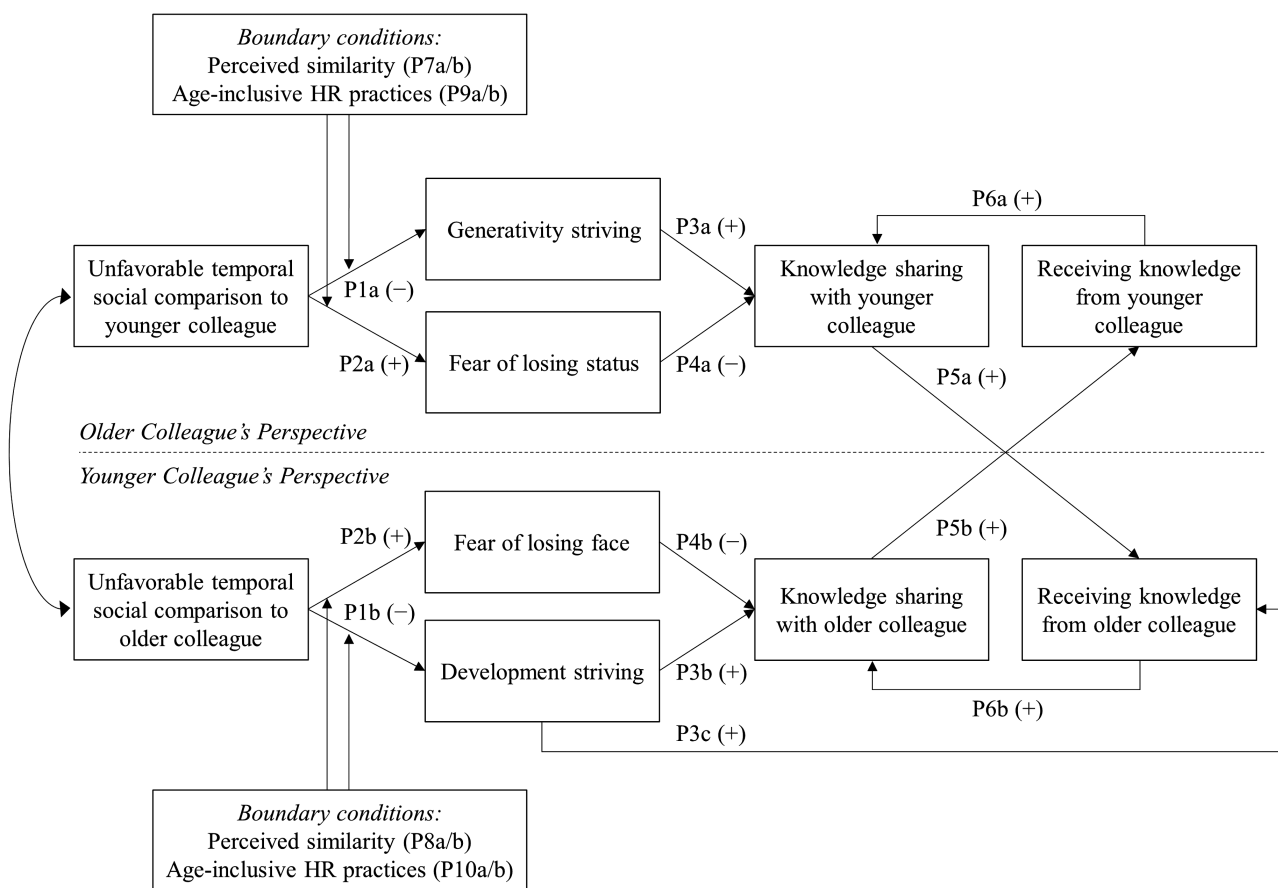 Boundary conditions:
Perceived similarity (P7a/b)
Age-inclusive HR practices (P9a/b)
Generativity striving
P3a (+)
P6a (+)
Unfavorable temporal
social comparison to
younger colleague
P1a (−)
P2a (+)
Fear of losing status
P4a (−)
Knowledge sharing
with younger
colleague
Receiving knowledge
from younger
colleague
P5a (+)
Older Colleague's Perspective
Younger Colleague's Perspective
P2b (+)
Fear of losing face
P4b (−)
P5b (+)
Unfavorable temporal
social comparison to
older colleague
P1b (−)
Development striving
P3b (+)
Knowledge sharing
with older colleague
Receiving knowledge
from older colleague
P6b (+)
P3c (+)
Boundary conditions:
Perceived similarity (P8a/b)
Age-inclusive HR practices (P10a/b)